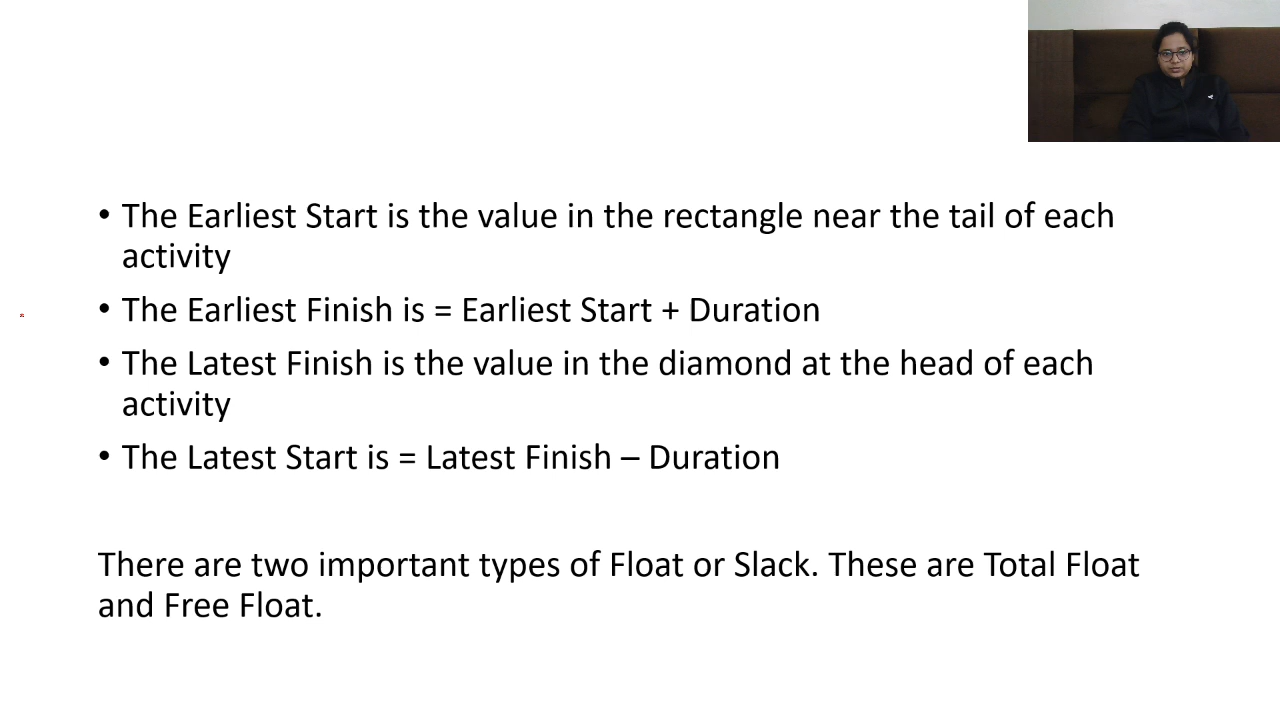 • The Earliest Start is the value in the rectangle near the tail of each
activity
• The Earliest Finish is = Earliest Start + Duration
• The Latest Finish is the value in the diamond at the head of each
activity
• The Latest Start is = Latest Finish – Duration
There are two important types of Float or Slack. These are Total Float
and Free Float.